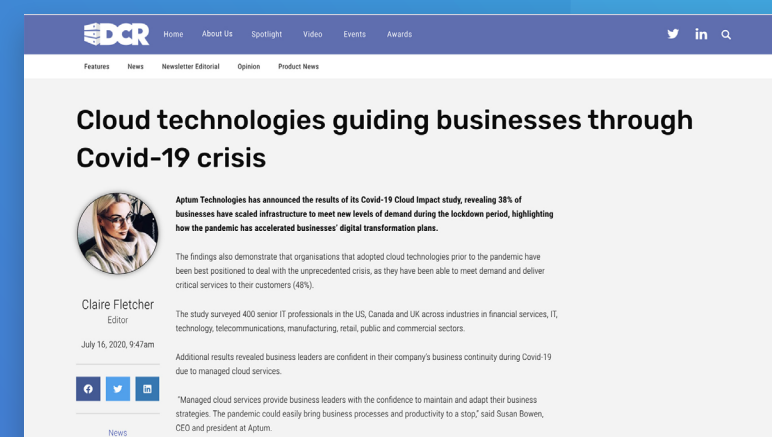 DCR
Home About Us Spotlight Video Events Awards
Features News Newsletter Editorial Opinion Product News
Cloud technologies guiding businesses through
Covid-19 crisis
Aptum Technologies has announced the results of its Covid-19 Cloud Impact study, revealing 38% of
businesses have scaled infrastructure to meet new levels of demand during the lockdown period, highlighting
how the pandemic has accelerated businesses' digital transformation plans.
The findings also demonstrate that organisations that adopted cloud technologies prior to the pandemic have
been best positioned to deal with the unprecedented crisis, as they have been able to meet demand and deliver
critical services to their customers (48%).
The study surveyed 400 senior IT professionals in the US, Canada and UK across industries in financial services, IT,
technology, telecommunications, manufacturing, retail, public and commercial sectors.
Additional results revealed business leaders are confident in their company's business continuity during Covid-19
due to managed cloud services.
"Managed cloud services provide business leaders with the confidence to maintain and adapt their business
strategies. The pandemic could easily bring business processes and productivity to a stop," said Susan Bowen,
CEO and president at Aptum.
Claire Fletcher
Editor
July 16, 2020, 9:47am
News